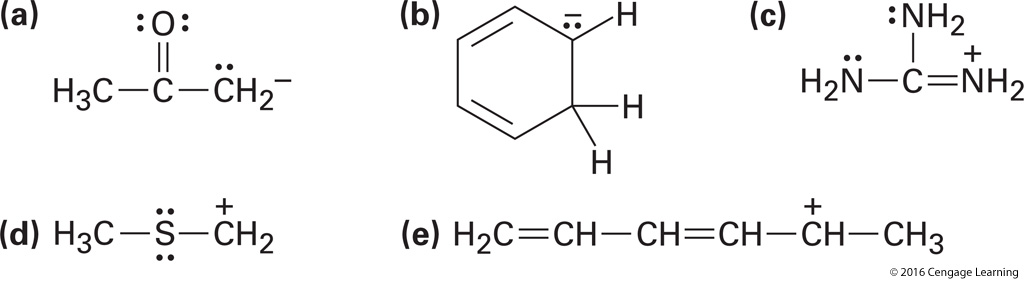 (a) :O: H₃C—C—CH₂⁻
(b) H H H
(c) :NH₂ H₂N—C=NH₂ +
(d) H₃C—S—CH₂ +
(e) H₂C=CH—CH=CH—CH—CH₃ +
© 2016 Cengage Learning